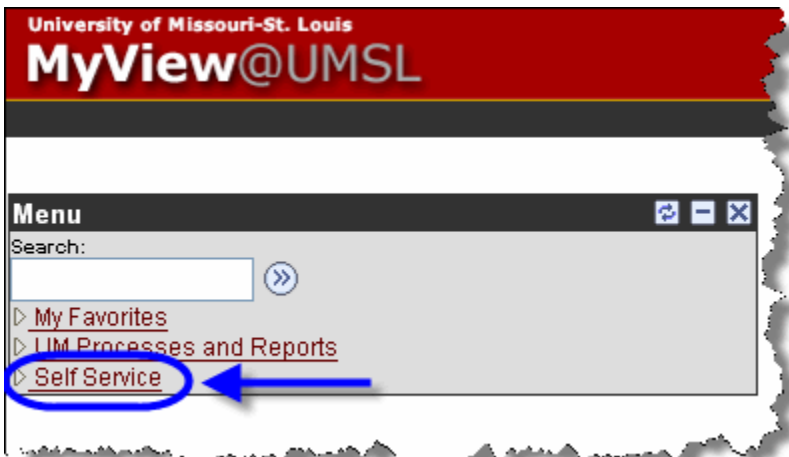 University of Missouri-St. Louis
MyView@UMSL
Menu
Search:
My Favorites
UM Processes and Reports
Self Service